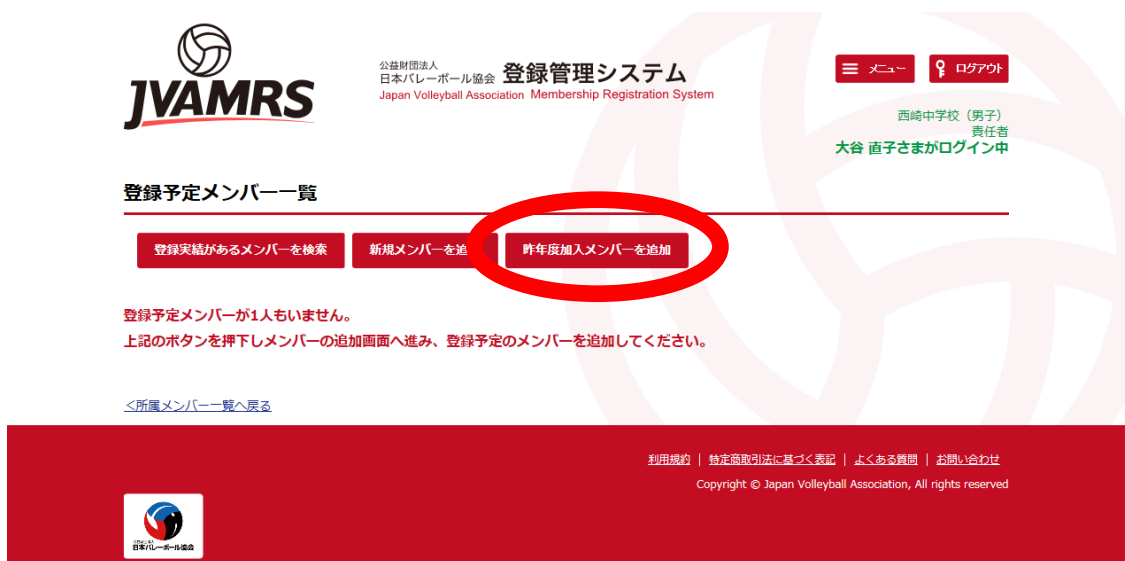 JVAMRS
公益財団法人
日本バレーボール協会 登録管理システム
Japan Volleyball Association Membership Registration System
メニュー
ログアウト
西崎中学校（男子）
責任者
大谷 直子さまがログイン中
登録予定メンバー一覧
登録実績があるメンバーを検索 新規メンバーを追 昨年度加入メンバーを追加
登録予定メンバーが1人もいません。
上記のボタンを押下しメンバーの追加画面へ進み、登録予定のメンバーを追加してください。
＜所属メンバー一覧へ戻る
利用規約 | 特定商取引法に基づく表記 | よくある質問 | お問い合わせ
Copyright © Japan Volleyball Association, All rights reserved
日本バレーボール協会